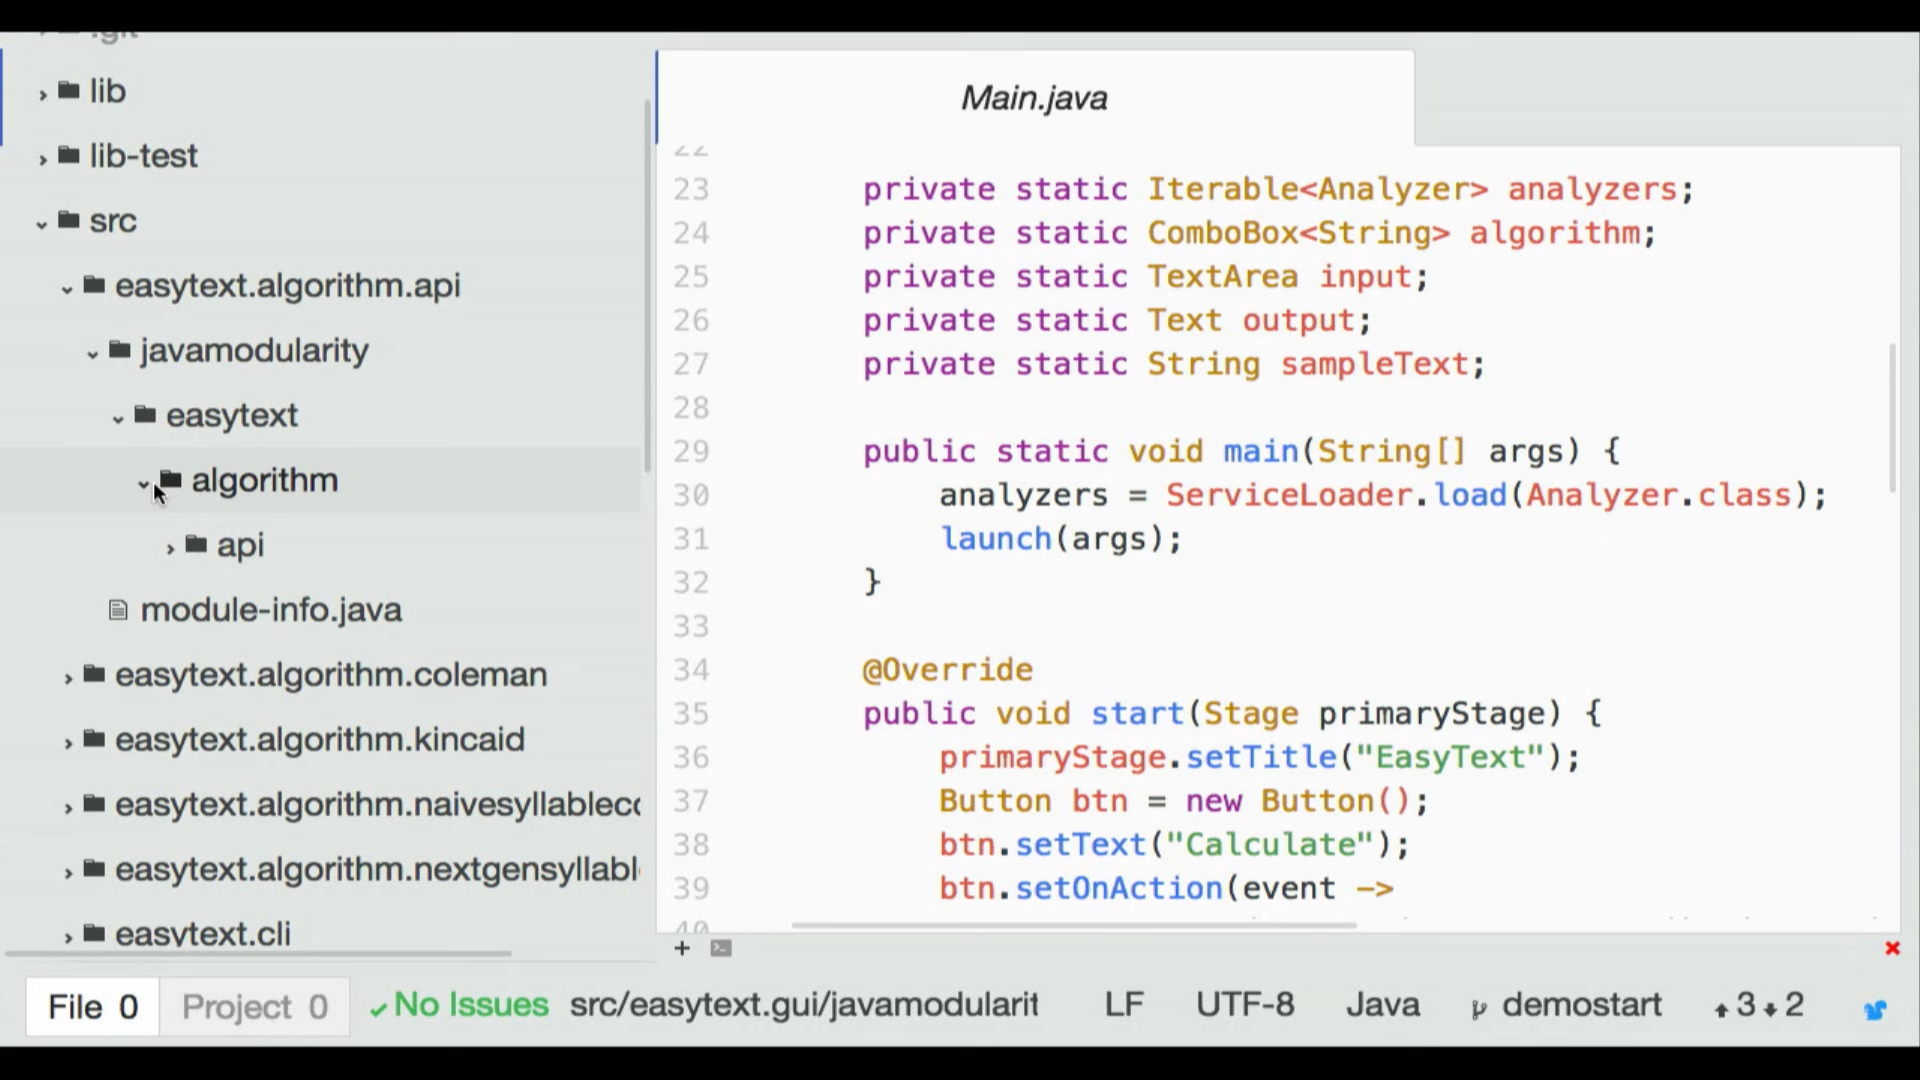 .git
lib
lib-test
src
easytext.algorithm.api
javamodularity
easytext
algorithm
api
module-info.java
easytext.algorithm.coleman
easytext.algorithm.kincaid
easytext.algorithm.naivesyllablec
easytext.algorithm.nextgensyllabl
easytext.cli
Main.java
22
23 private static Iterable<Analyzer> analyzers;
24 private static ComboBox<String> algorithm;
25 private static TextArea input;
26 private static Text output;
27 private static String sampleText;
28
29 public static void main(String[] args) {
30 analyzers = ServiceLoader.load(Analyzer.class);
31 launch(args);
32 }
33
34 @Override
35 public void start(Stage primaryStage) {
36 primaryStage.setTitle("EasyText");
37 Button btn = new Button();
38 btn.setText("Calculate");
39 btn.setOnAction(event ->
40
+
File 0 Project 0 No Issues src/easytext.gui/javamodularit LF UTF-8 Java demostart 3 2